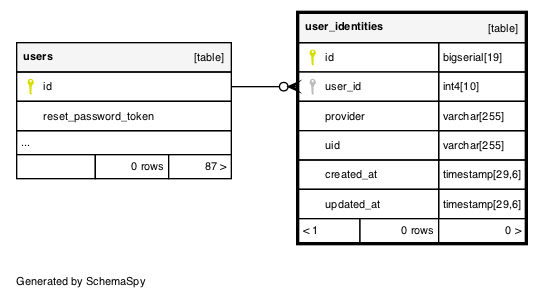 users [table]
id
reset_password_token
...
0 rows 87 >
user_identities [table]
id bigserial[19]
user_id int4[10]
provider varchar[255]
uid varchar[255]
created_at timestamp[29,6]
updated_at timestamp[29,6]
< 1 0 rows 0 >
Generated by SchemaSpy